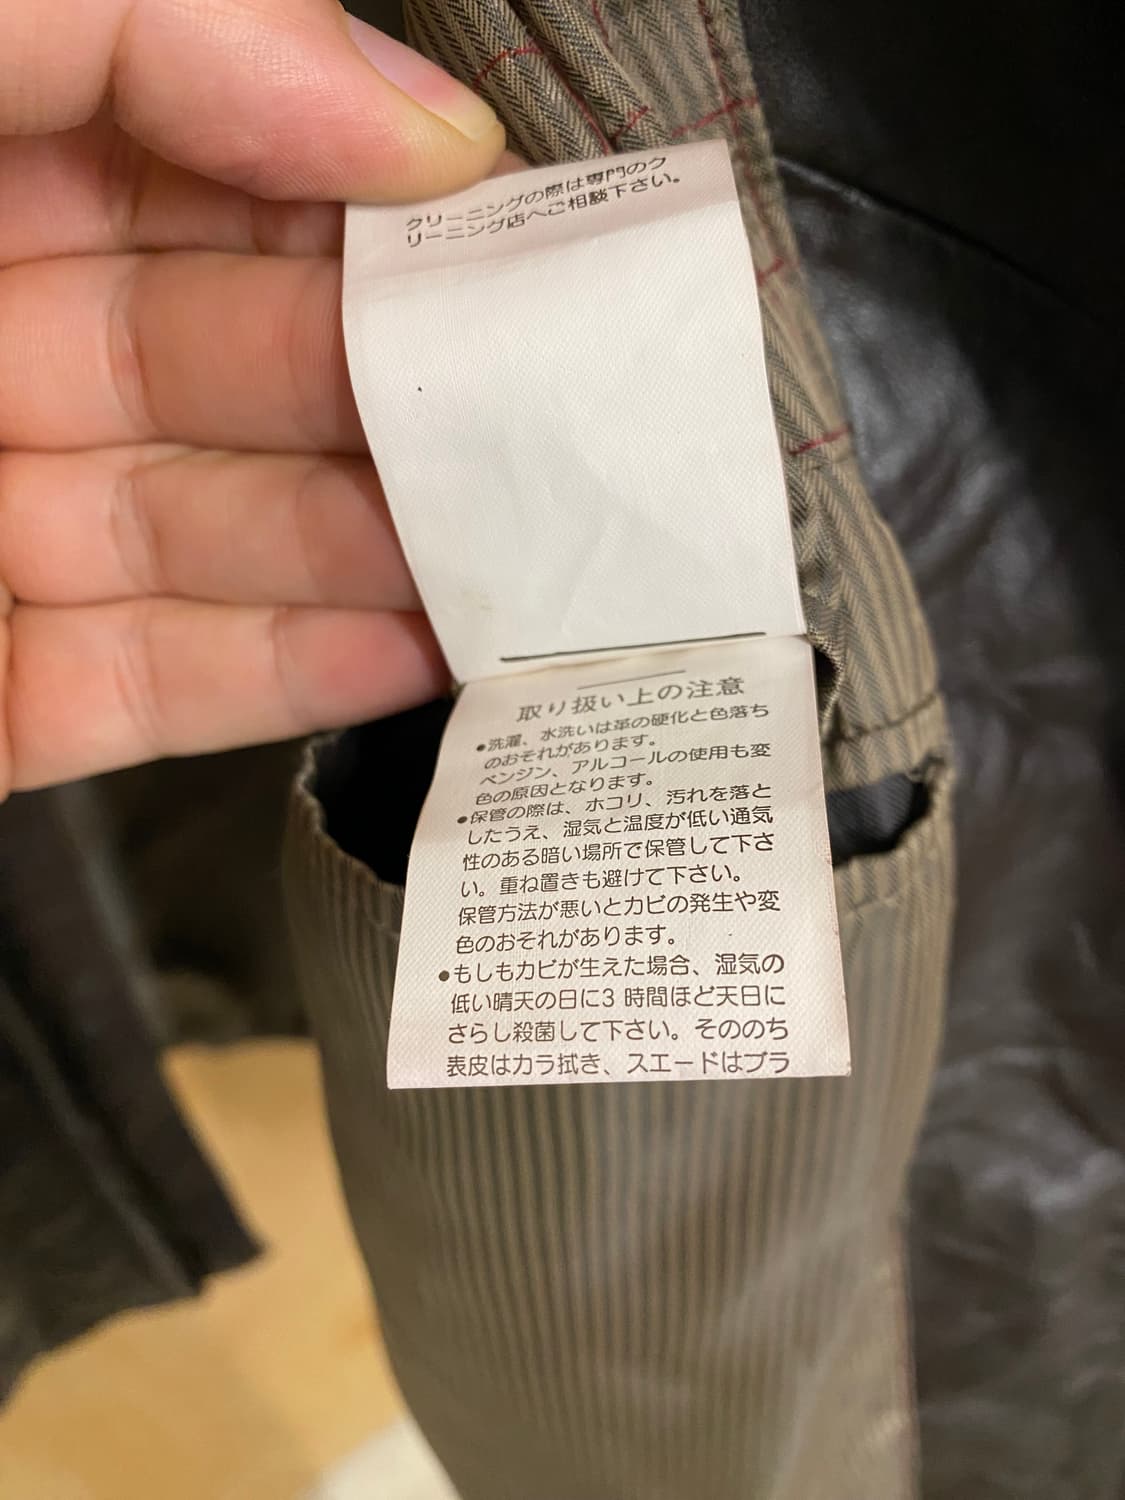 クリーニングの際は専門のク
リーニング店へご相談下さい。
取り扱い上の注意
●洗濯、水洗いは革の硬化と色落ち
のおそれがあります。
ベンジン、アルコールの使用も変
色の原因となります。
●保管の際は、ホコリ、汚れを落と
したうえ、湿気と温度が低い通気
性のある暗い場所で保管して下さ
い。重ね置きも避けて下さい。
保管方法が悪いとカビの発生や変
色のおそれがあります。
●もしもカビが生えた場合、湿気の
低い晴天の日に3 時間ほど天日に
さらし殺菌して下さい。そののち
表皮はカラ拭き、スエードはブラ